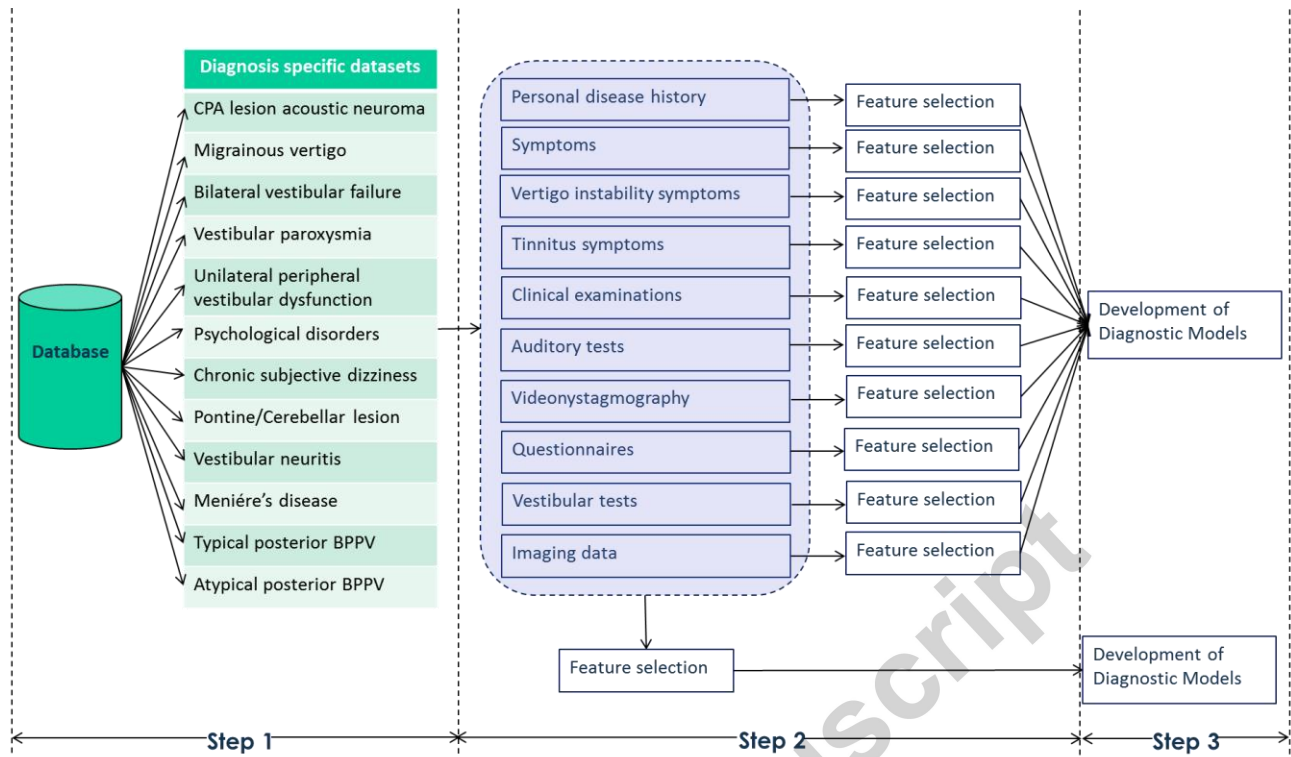 Diagnosis specific datasets
CPA lesion acoustic neuroma
Migrainous vertigo
Bilateral vestibular failure
Vestibular paroxysmia
Unilateral peripheral
vestibular dysfunction
Psychological disorders
Chronic subjective dizziness
Pontine/Cerebellar lesion
Vestibular neuritis
Meniére's disease
Typical posterior BPPV
Atypical posterior BPPV
Database
Personal disease history
Feature selection
Symptoms
Feature selection
Vertigo instability symptoms
Feature selection
Tinnitus symptoms
Feature selection
Clinical examinations
Feature selection
Auditory tests
Feature selection
Videonystagmography
Feature selection
Questionnaires
Feature selection
Vestibular tests
Feature selection
Imaging data
Feature selection
Development of
Diagnostic Models
Feature selection
Development of
Diagnostic Models
Step 1
Step 2
Step 3